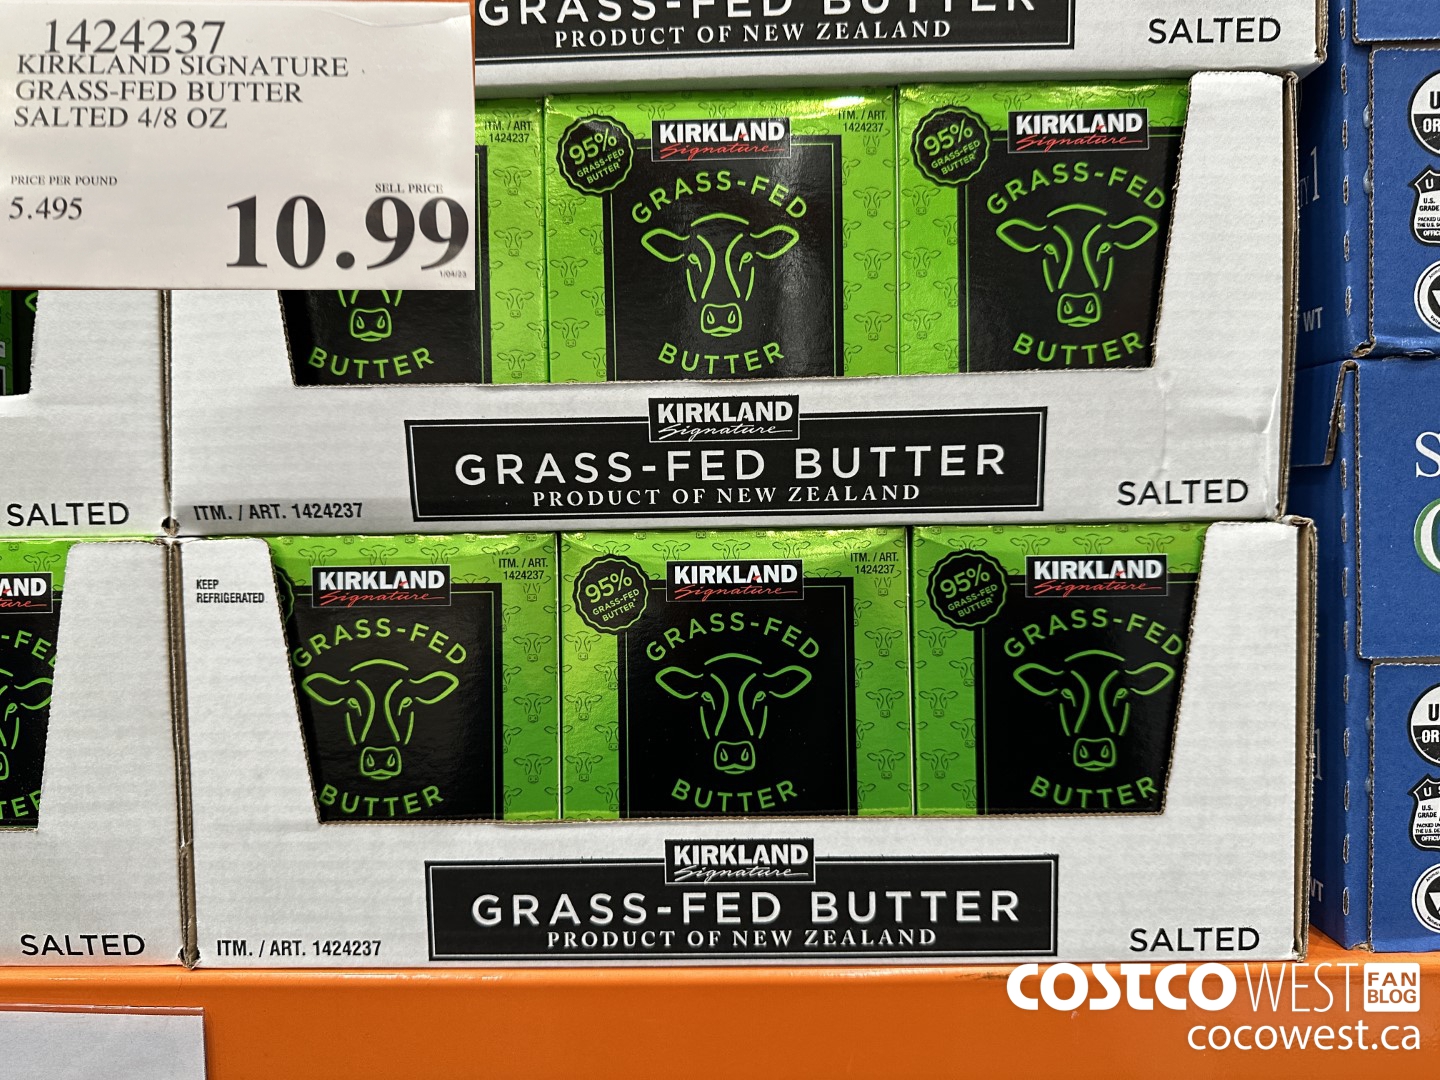 1424237
KIRKLAND SIGNATURE
GRASS-FED BUTTER
SALTED 4/8 OZ
PRICE PER POUND
5.495
SELL PRICE
10.99
GRASS-FED BUTTER
PRODUCT OF NEW ZEALAND
SALTED
ITM. / ART.
1424237
BUTTER
95%
GRASS-FED
BUTTER*
KIRKLAND
Signature
GRASS-FED
BUTTER
ITM. / ART.
1424237
95%
GRASS-FED
BUTTER*
KIRKLAND
Signature
GRASS-FED
BUTTER
KIRKLAND
Signature
GRASS-FED BUTTER
PRODUCT OF NEW ZEALAND
SALTED
ITM. / ART. 1424237
SALTED
KEEP
REFRIGERATED
KIRKLAND
Signature
GRASS-FED
BUTTER
ITM. / ART.
1424237
95%
GRASS-FED
BUTTER*
KIRKLAND
Signature
GRASS-FED
BUTTER
ITM. / ART.
1424237
95%
GRASS-FED
BUTTER*
KIRKLAND
Signature
GRASS-FED
BUTTER
KIRKLAND
Signature
GRASS-FED BUTTER
PRODUCT OF NEW ZEALAND
SALTED
ITM. / ART. 1424237
SALTED
WT
U.S.
GRADE
U.S.
GRADE
COSTCO WEST FAN BLOG
cocowest.ca